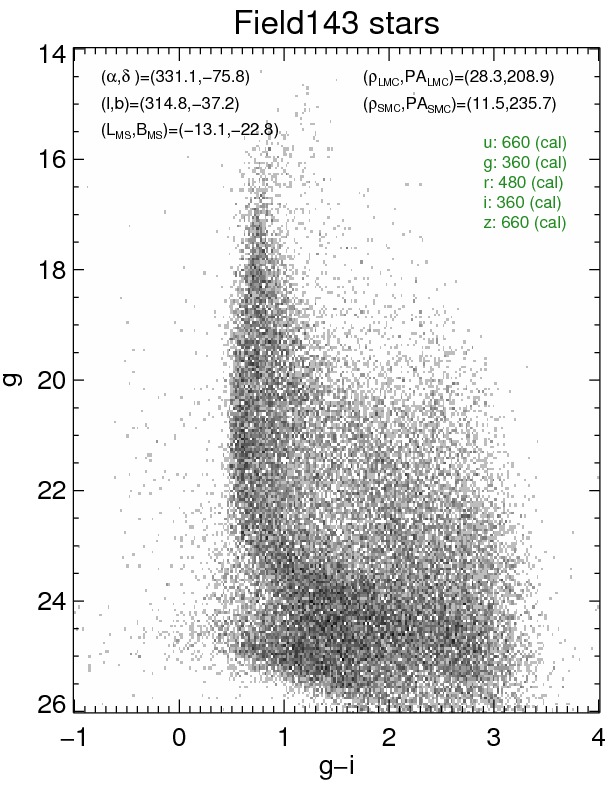 Field143 stars
(α,δ)=(331.1,−75.8)
(l,b)=(314.8,−37.2)
(LMS,BMS)=(−13.1,−22.8)
(ρLMC,PALMC)=(28.3,208.9)
(ρSMC,PASMC)=(11.5,235.7)
u: 660 (cal)
g: 360 (cal)
r: 480 (cal)
i: 360 (cal)
z: 660 (cal)
14
16
18
20
22
24
26
g
−1 0 1 2 3 4
g−i